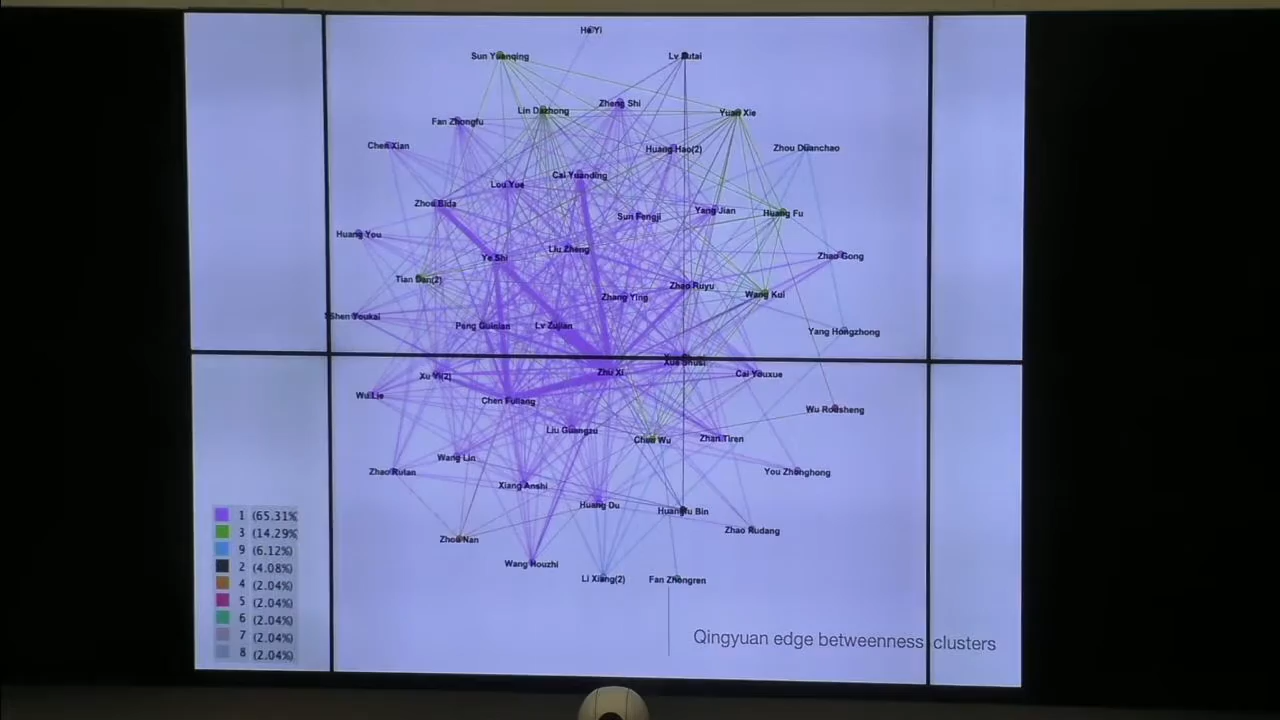 He Yi
Sun Yuanqing
Lv Zutai
Lin Dazhong
Zheng Shi
Yuan Xie
Fan Zhongfu
Chen Xian
Huang Hao(2)
Zhou Duanchao
Cai Yuanding
Lou Yue
Zhou Bida
Sun Fengji
Yang Jian
Huang Fu
Huang You
Liu Zheng
Ye Shi
Zhao Gong
Tian Dan(2)
Zhao Ruyu
Zhang Ying
Wang Kui
Shen Youkai
Peng Guinian
Lv Zujian
Yang Hongzhong
Xue Shusi
Zhu Xi
Cai Youxue
Xu Yi(2)
Wu Lie
Chen Fuliang
Wu Rousheng
Liu Guangzu
Chen Wu
Zhan Tiren
Wang Lin
Zhao Rutan
You Zhonghong
Xiang Anshi
Huang Du
Huangfu Bin
Zhao Rudang
Zhou Nan
Wang Houzhi
Li Xiang(2)
Fan Zhongren
1 (65.31%
3 (14.29%
9 (6.12%)
2 (4.08%)
4 (2.04%)
5 (2.04%)
6 (2.04%)
7 (2.04%)
8 (2.04%)
Qingyuan edge betweenness clusters